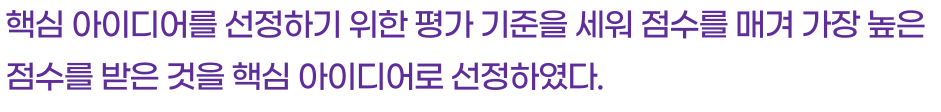 핵심 아이디어를 선정하기 위한 평가 기준을 세워 점수를 매겨 가장 높은
점수를 받은 것을 핵심 아이디어로 선정하였다.